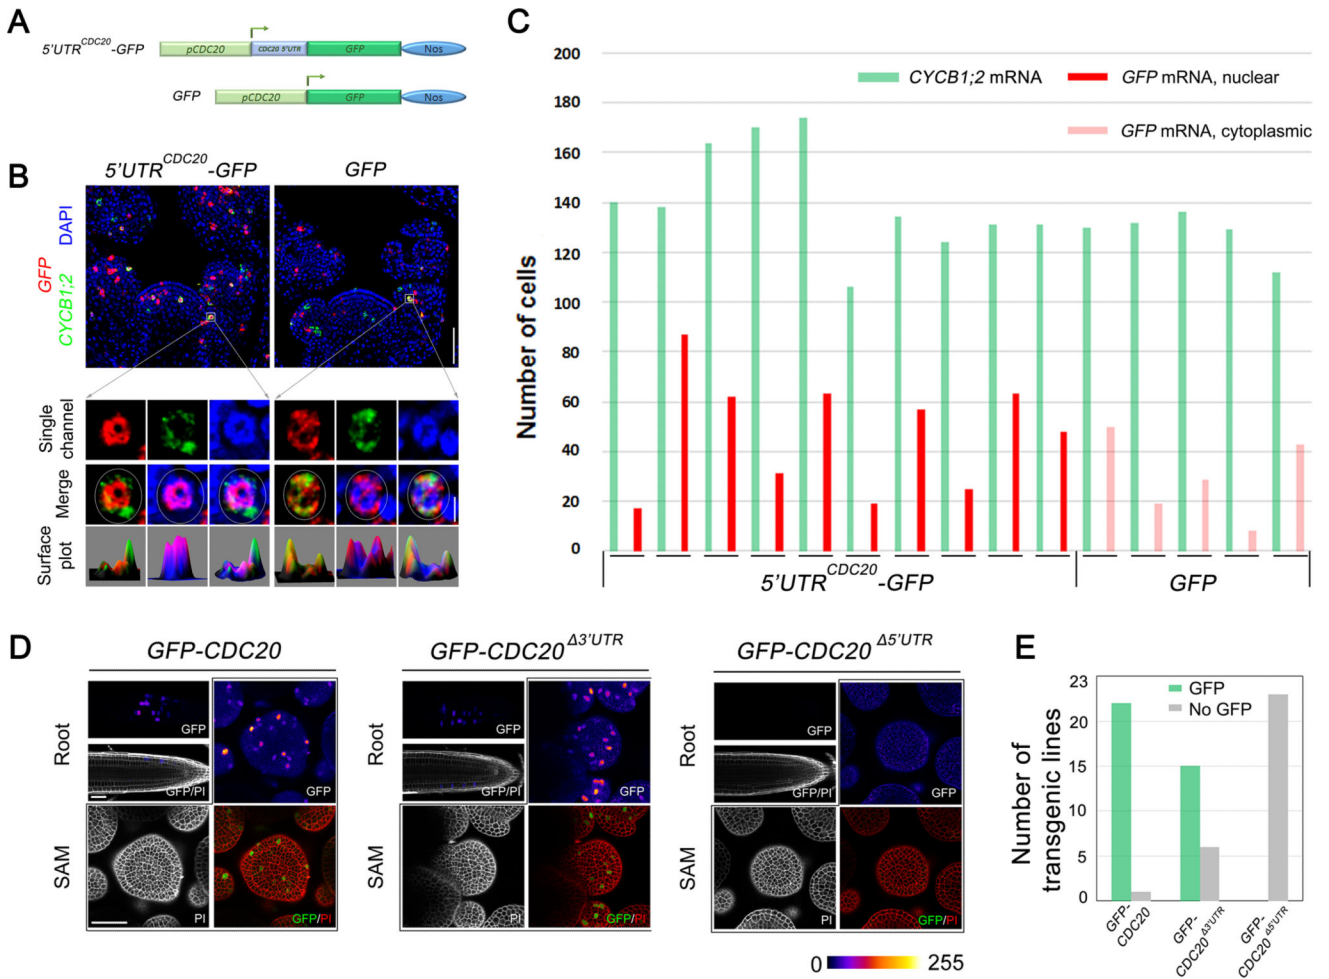 A
5'UTR^CDC20-GFP
pCDC20
CDC20 5'UTR
GFP
Nos
GFP
pCDC20
GFP
Nos
B
5'UTR^CDC20-GFP
GFP
CYCB1;2 GFP DAPI
Single channel
Merge
Surface plot
C
Number of cells
200
180
160
140
120
100
80
60
40
20
0
CYCB1;2 mRNA
GFP mRNA, nuclear
GFP mRNA, cytoplasmic
5'UTR^CDC20-GFP
GFP
D
GFP-CDC20
GFP-CDC20^Δ3'UTR
GFP-CDC20^Δ5'UTR
Root
GFP
GFP/PI
GFP
SAM
PI
GFP/PI
Root
GFP
GFP/PI
GFP
SAM
PI
GFP/PI
Root
GFP
GFP/PI
GFP
SAM
PI
GFP/PI
0
255
E
Number of
transgenic lines
23
20
15
10
5
0
GFP
No GFP
GFP-
CDC20
GFP-
CDC20^Δ3'UTR
GFP-
CDC20^Δ5'UTR